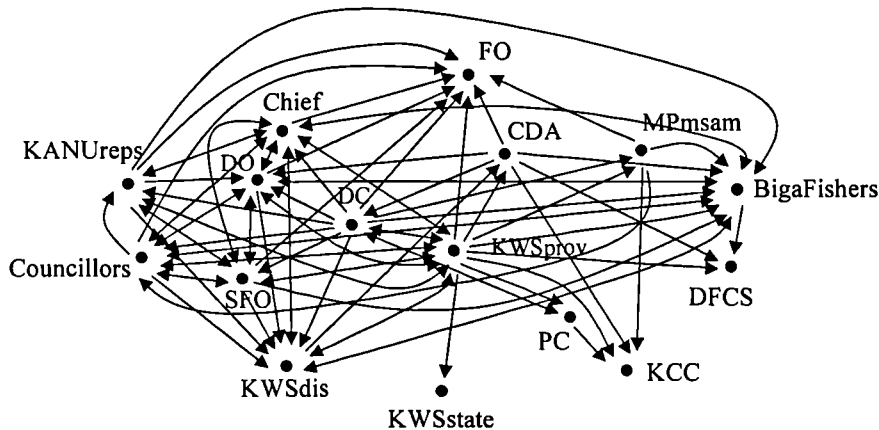 FO
Chief
CDA
MPmsam
KANUreps
DO
DC
BigaFishers
KWSprov
Councillors
SFO
DFCS
PC
KWSdis
KCC
KWSstate